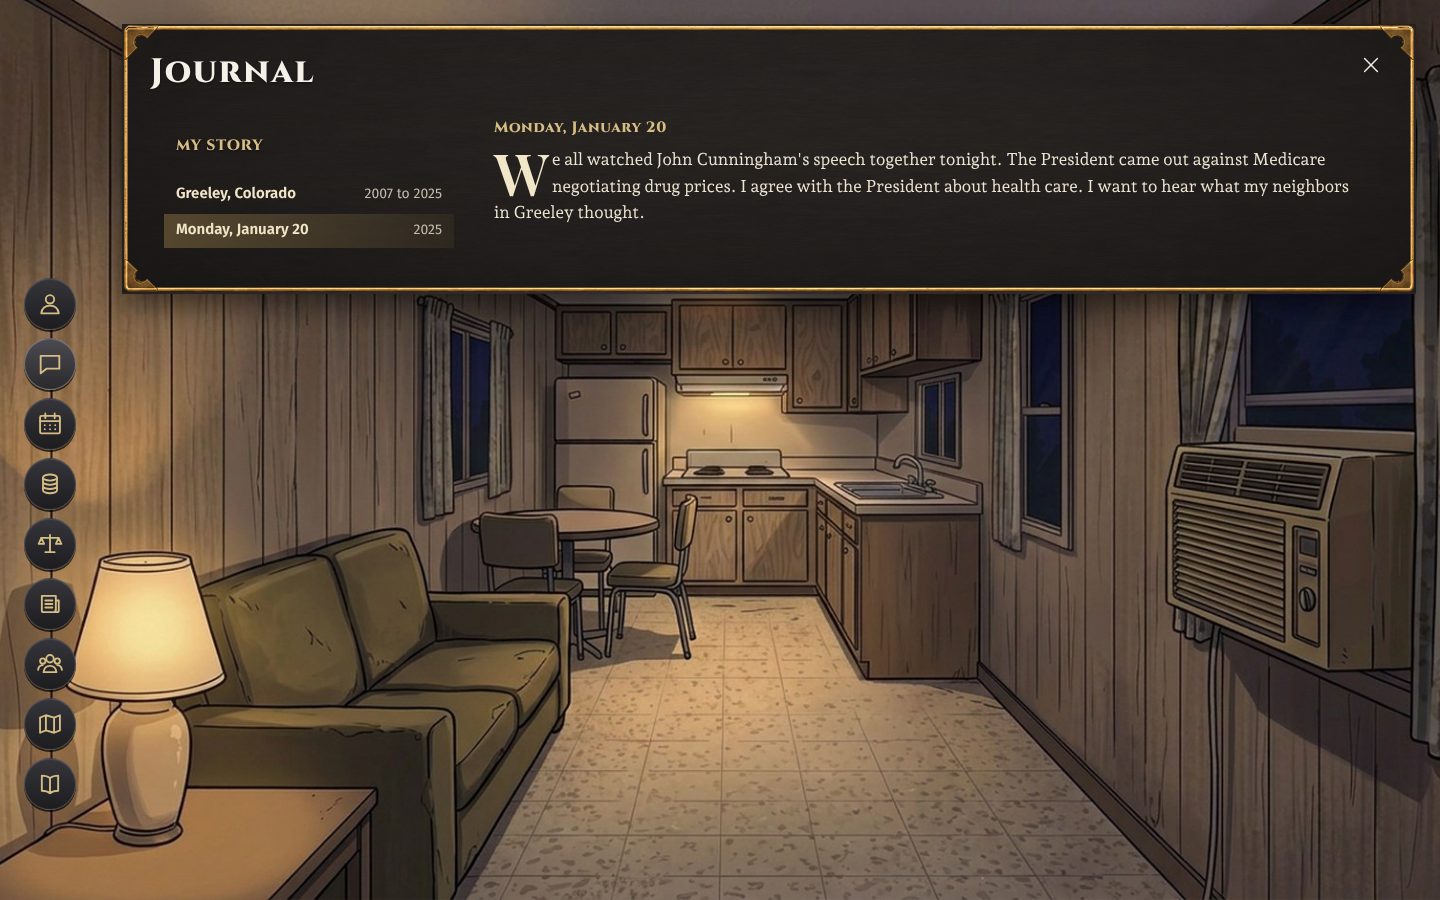 Journal
MY STORY
Greeley, Colorado 2007 to 2025
Monday, January 20 2025
Monday, January 20
We all watched John Cunningham's speech together tonight. The President came out against Medicare
negotiating drug prices. I agree with the President about health care. I want to hear what my neighbors
in Greeley thought.